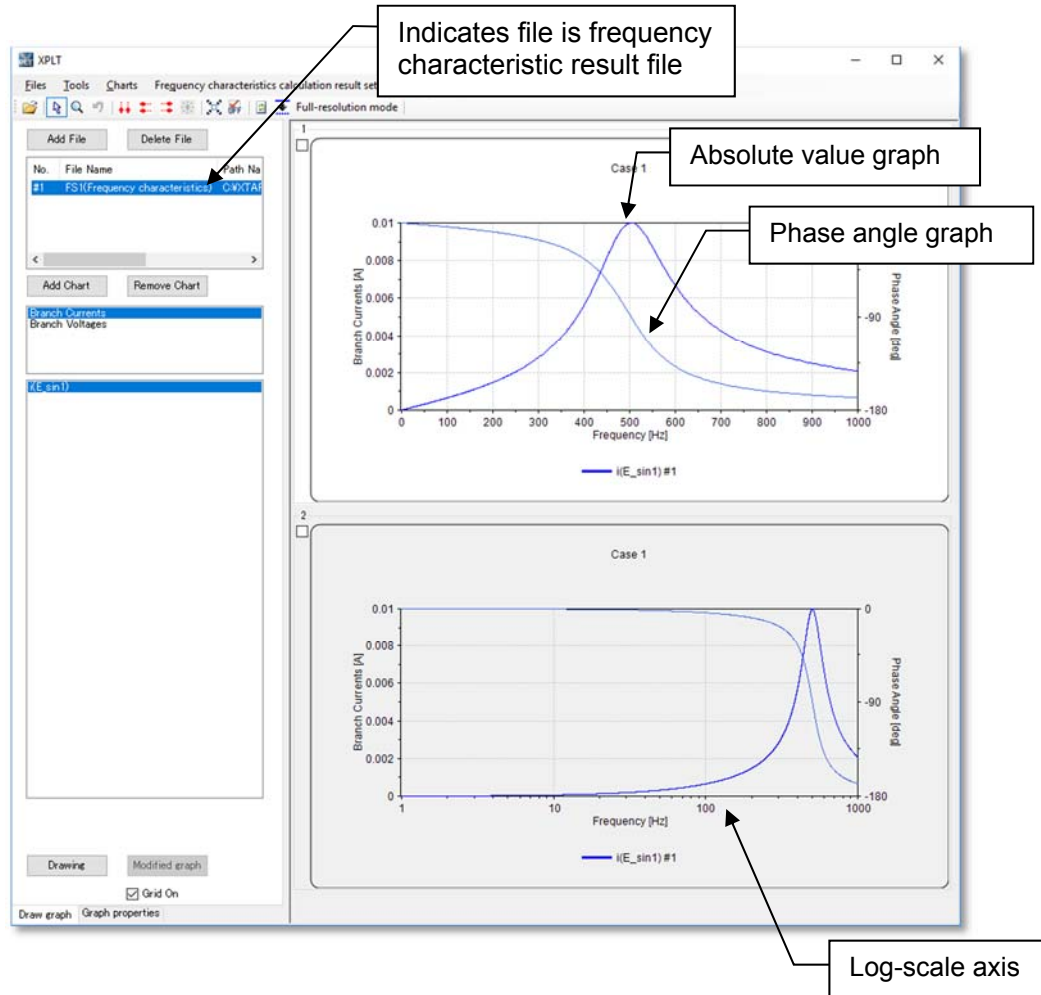 Indicates file is frequency
characteristic result file
XPLT
Files Tools Charts Frequency characteristics calculation result set
Full-resolution mode
Add File Delete File
No. File Name Path Na
#1 FS1(Frequency characteristics)
Add Chart Remove Chart
Branch Currents
Branch Voltages
i(E_sin1)
1
Case 1
Absolute value graph
Phase angle graph
0.01
0.008
0.006
0.004
0.002
0
Branch Currents [A]
-90
-180
Phase Angle [deg]
0 100 200 300 400 500 600 700 800 900 1000
Frequency [Hz]
i(E_sin1) #1
2
Case 1
0.01
0.008
0.006
0.004
0.002
0
Branch Currents [A]
0
-90
-180
Phase Angle [deg]
1 10 100 1000
Frequency [Hz]
i(E_sin1) #1
Drawing Modified graph
Grid On
Draw graph Graph properties
Log-scale axis